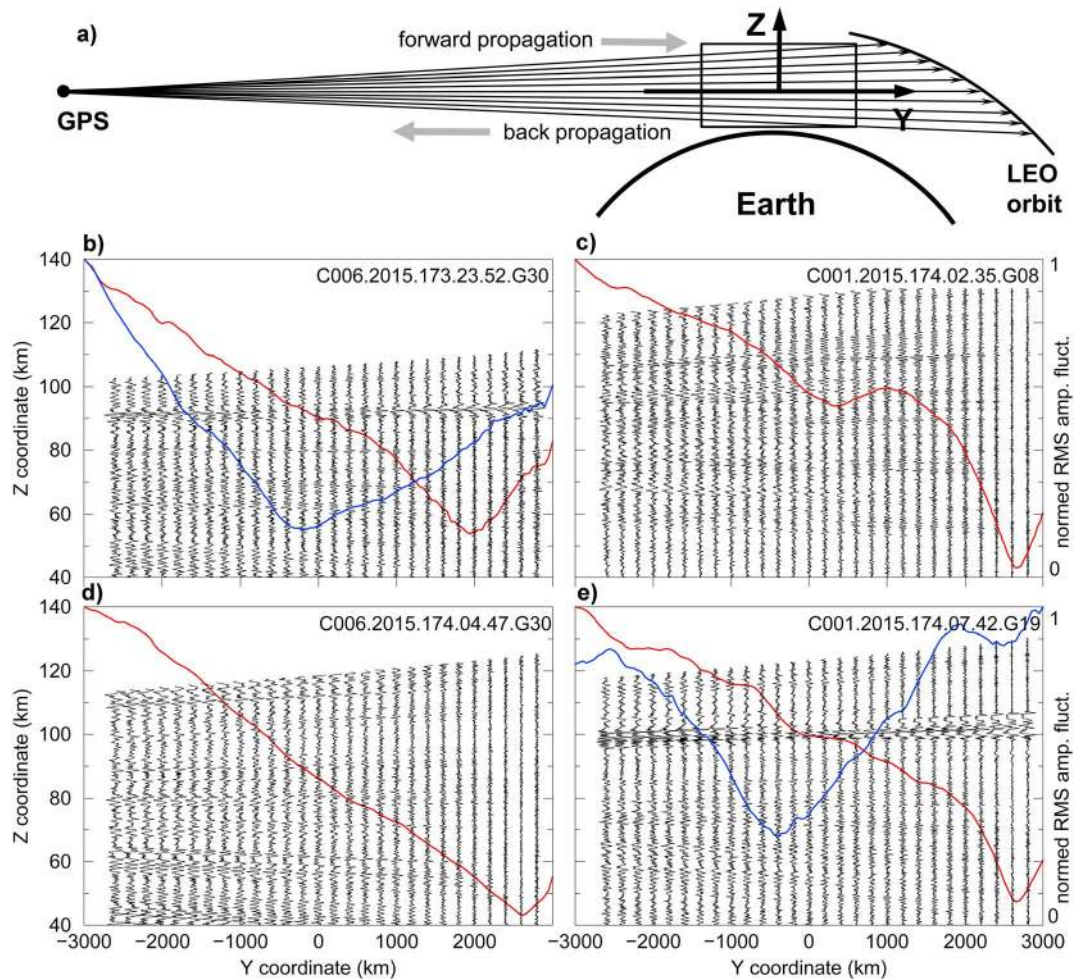 a)
Z
forward propagation
GPS
Y
back propagation
LEO
orbit
Earth
b)
C006.2015.173.23.52.G30
140
120
100
80
60
40
Z coordinate (km)
c)
C001.2015.174.02.35.G08
1
0
normed RMS amp. fluct.
d)
C006.2015.174.04.47.G30
140
120
100
80
60
40
Z coordinate (km)
−3000 −2000 −1000 0 1000 2000
Y coordinate (km)
e)
C001.2015.174.07.42.G19
1
0
normed RMS amp. fluct.
−3000 −2000 −1000 0 1000 2000 3000
Y coordinate (km)